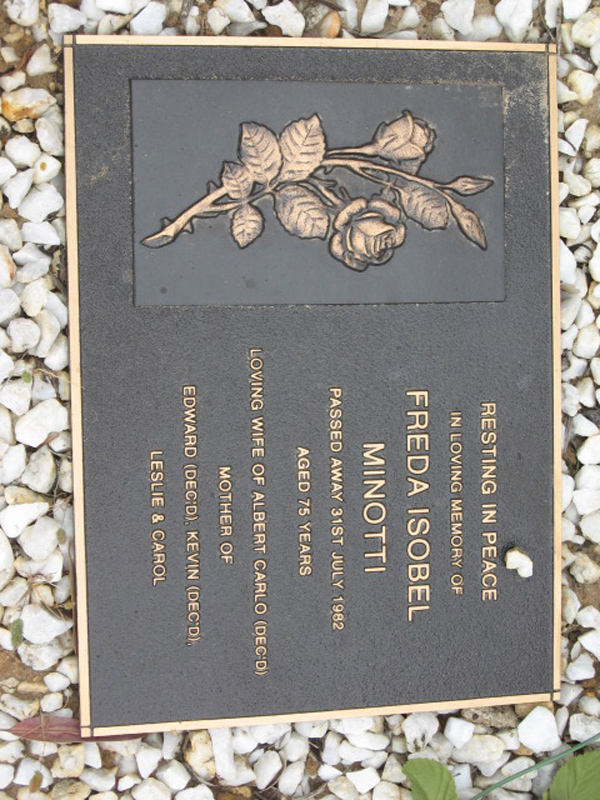 RESTING IN PEACE
IN LOVING MEMORY OF
FREDA ISOBEL
MINOTTI
PASSED AWAY 31ST JULY 1982
AGED 75 YEARS
LOVING WIFE OF ALBERT CARLO (DEC'D)
MOTHER OF
EDWARD (DEC'D), KEVIN (DEC'D),
LESLIE & CAROL